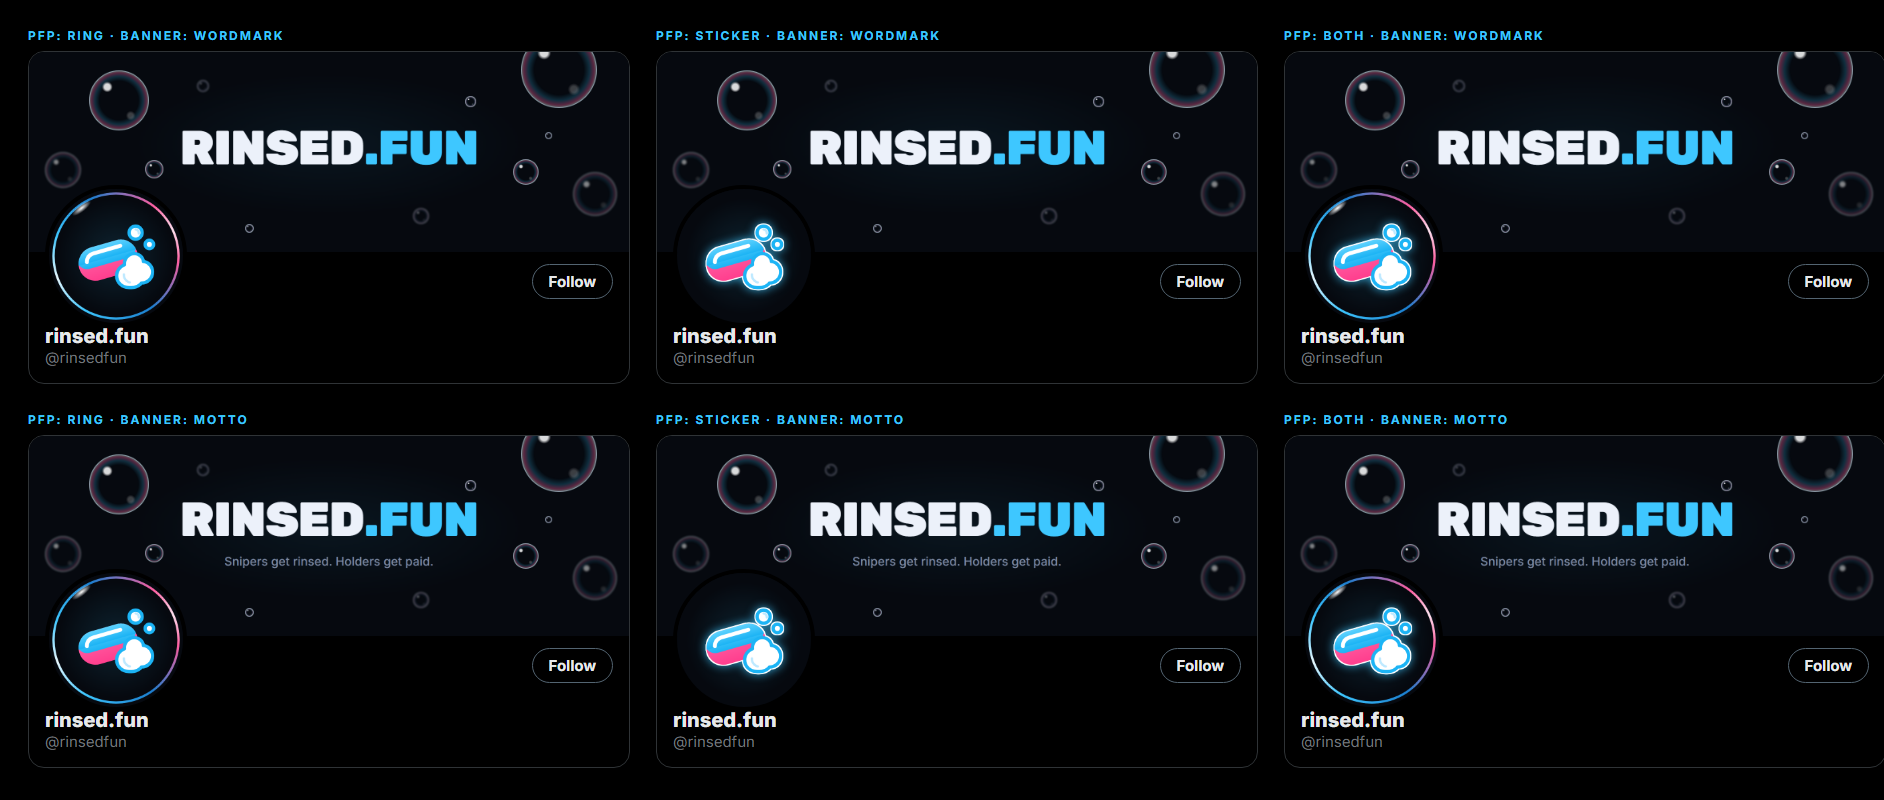 PFP: RING · BANNER: WORDMARK
RINSED.FUN
Follow
rinsed.fun
@rinsedfun
PFP: STICKER · BANNER: WORDMARK
RINSED.FUN
Follow
rinsed.fun
@rinsedfun
PFP: BOTH · BANNER: WORDMARK
RINSED.FUN
Follow
rinsed.fun
@rinsedfun
PFP: RING · BANNER: MOTTO
RINSED.FUN
Snipers get rinsed. Holders get paid.
Follow
rinsed.fun
@rinsedfun
PFP: STICKER · BANNER: MOTTO
RINSED.FUN
Snipers get rinsed. Holders get paid.
Follow
rinsed.fun
@rinsedfun
PFP: BOTH · BANNER: MOTTO
RINSED.FUN
Snipers get rinsed. Holders get paid.
Follow
rinsed.fun
@rinsedfun